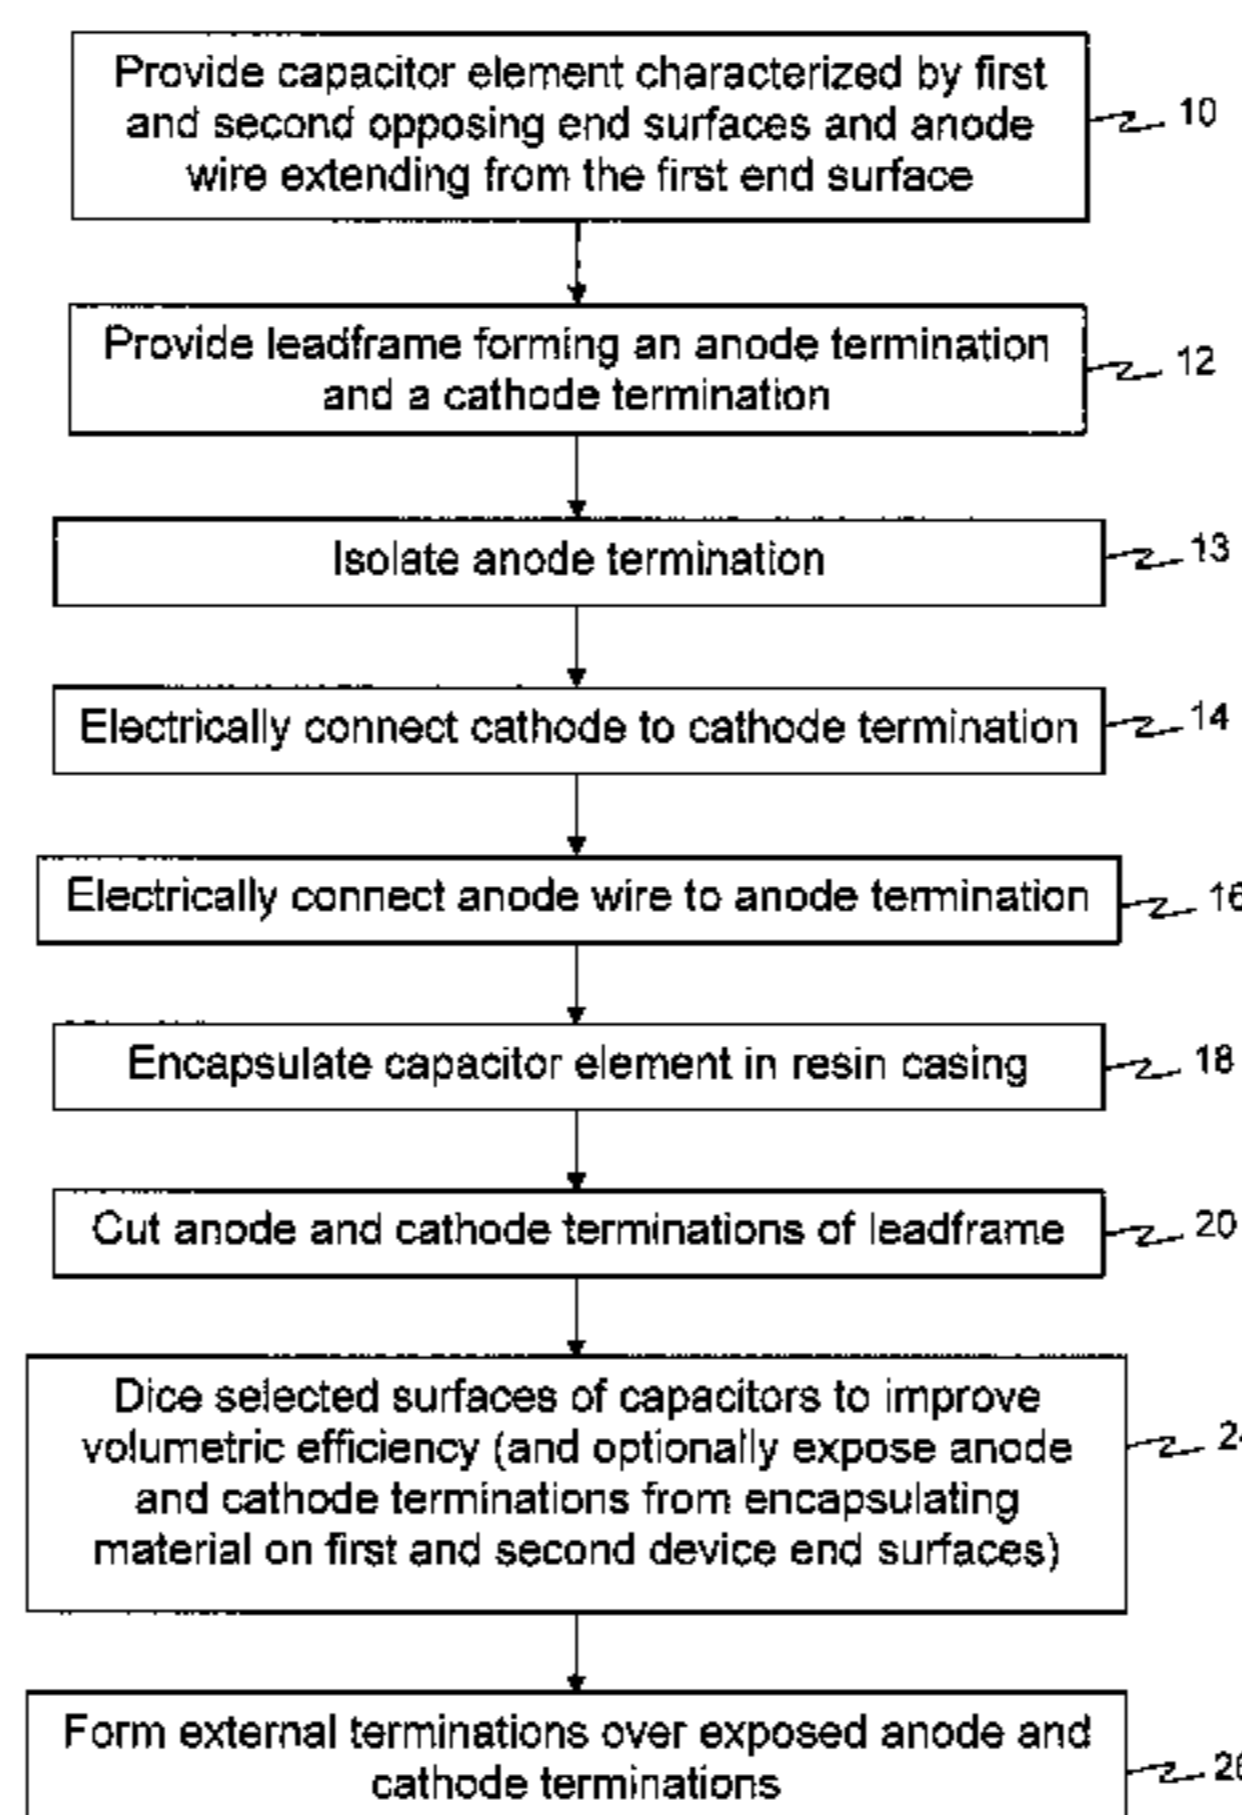 Provide capacitor element characterized by first
and second opposing end surfaces and anode
wire extending from the first end surface
10
Provide leadframe forming an anode termination
and a cathode termination
12
Isolate anode termination
13
Electrically connect cathode to cathode termination
14
Electrically connect anode wire to anode termination
16
Encapsulate capacitor element in resin casing
18
Cut anode and cathode terminations of leadframe
20
Dice selected surfaces of capacitors to improve
volumetric efficiency (and optionally expose anode
and cathode terminations from encapsulating
material on first and second device end surfaces)
24
Form external terminations over exposed anode and
cathode terminations
26